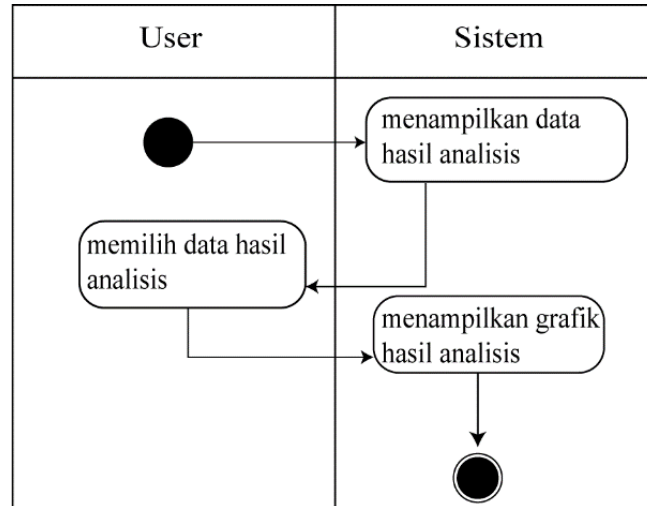 User
Sistem
menampilkan data
hasil analisis
memilih data hasil
analisis
menampilkan grafik
hasil analisis